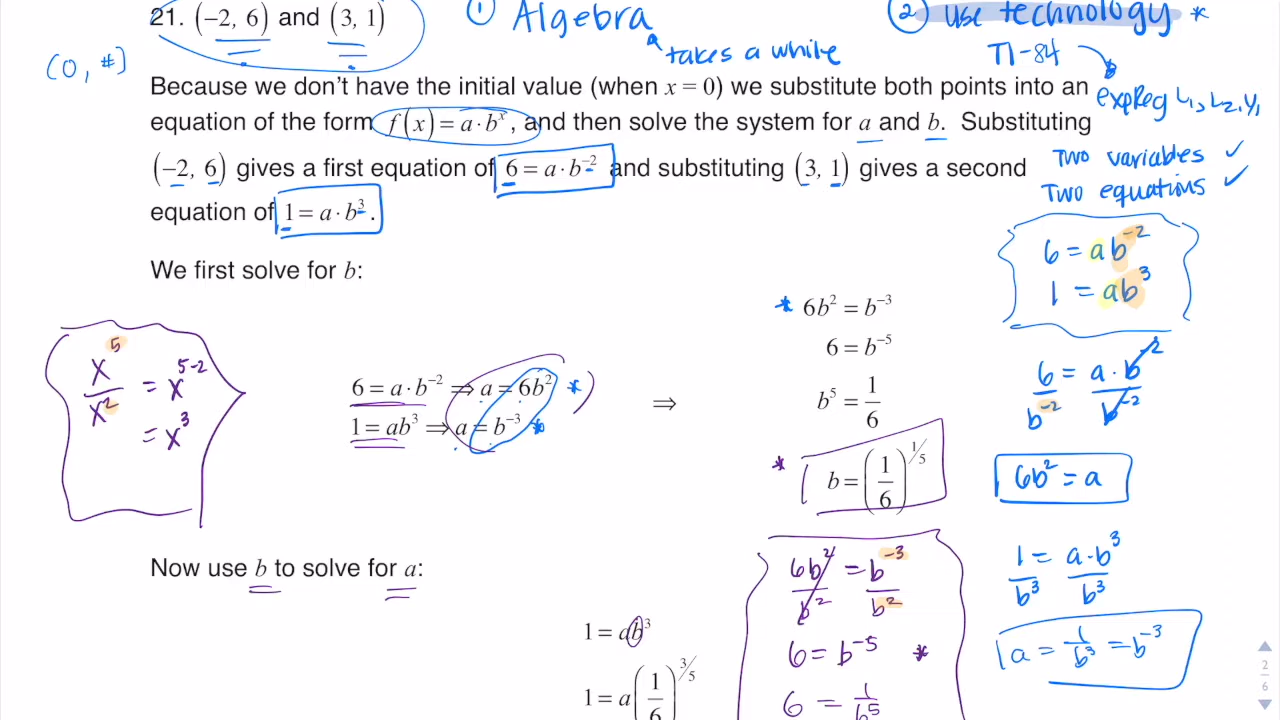 21. (−2, 6) and (3, 1)
① Algebra
takes a while
② use technology *
TI-84
expReg L1, L2, Y1
(0, #)
Because we don't have the initial value (when x = 0) we substitute both points into an
equation of the form f(x) = a · b^x, and then solve the system for a and b. Substituting
(−2, 6) gives a first equation of 6 = a · b^−2 and substituting (3, 1) gives a second
equation of 1 = a · b^3.
Two variables ✓
Two equations ✓
We first solve for b:
6 = ab^−2
1 = ab^3
x^5/x^2 = x^5-2
= x^3
6 = a · b^−2 ⇒ a = 6b^2 *
1 = ab^3 ⇒ a = b^−3 *
⇒
* 6b^2 = b^−3
6 = b^−5
b^5 = 1/6
* b = (1/6)^1/5
6/b^-2 = a · b^-2/b^-2
6b^2 = a
1/b^3 = a·b^3/b^3
a = 1/b^3 = b^-3
Now use b to solve for a:
6b^2/b^2 = b^-3/b^2
6 = b^-5 *
6 = 1/b^5
1 = ab^3
1 = a(1/6)^3/5
2
6